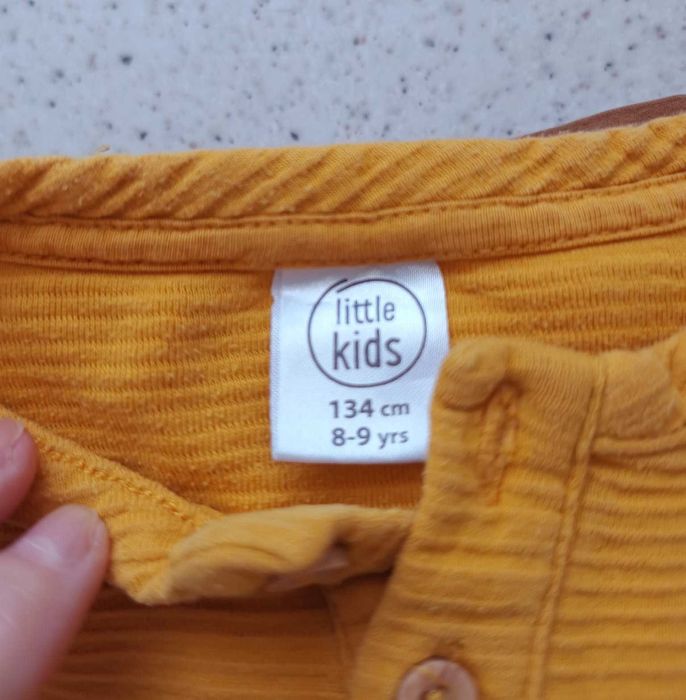 little
kids
134 cm
8-9 yrs